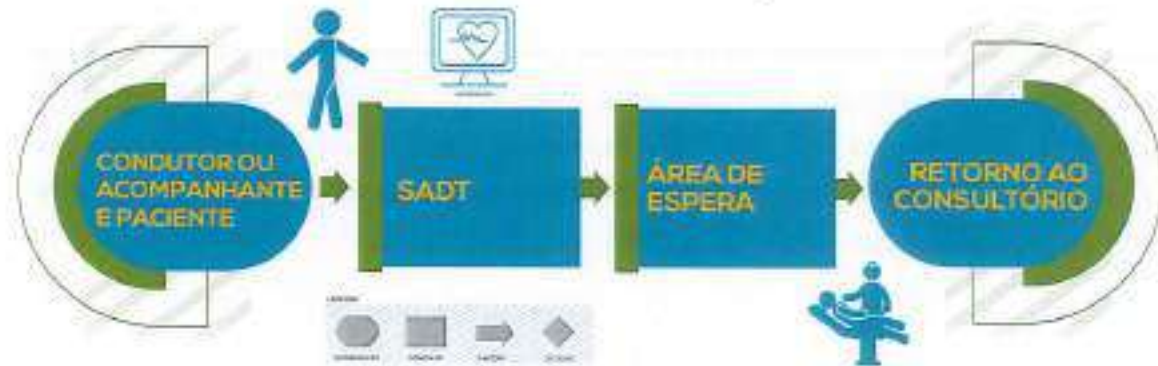 CONDUTOR OU
ACOMPANHANTE
E PACIENTE
SADT
ÁREA DE
ESPERA
RETORNO AO
CONSULTÓRIO